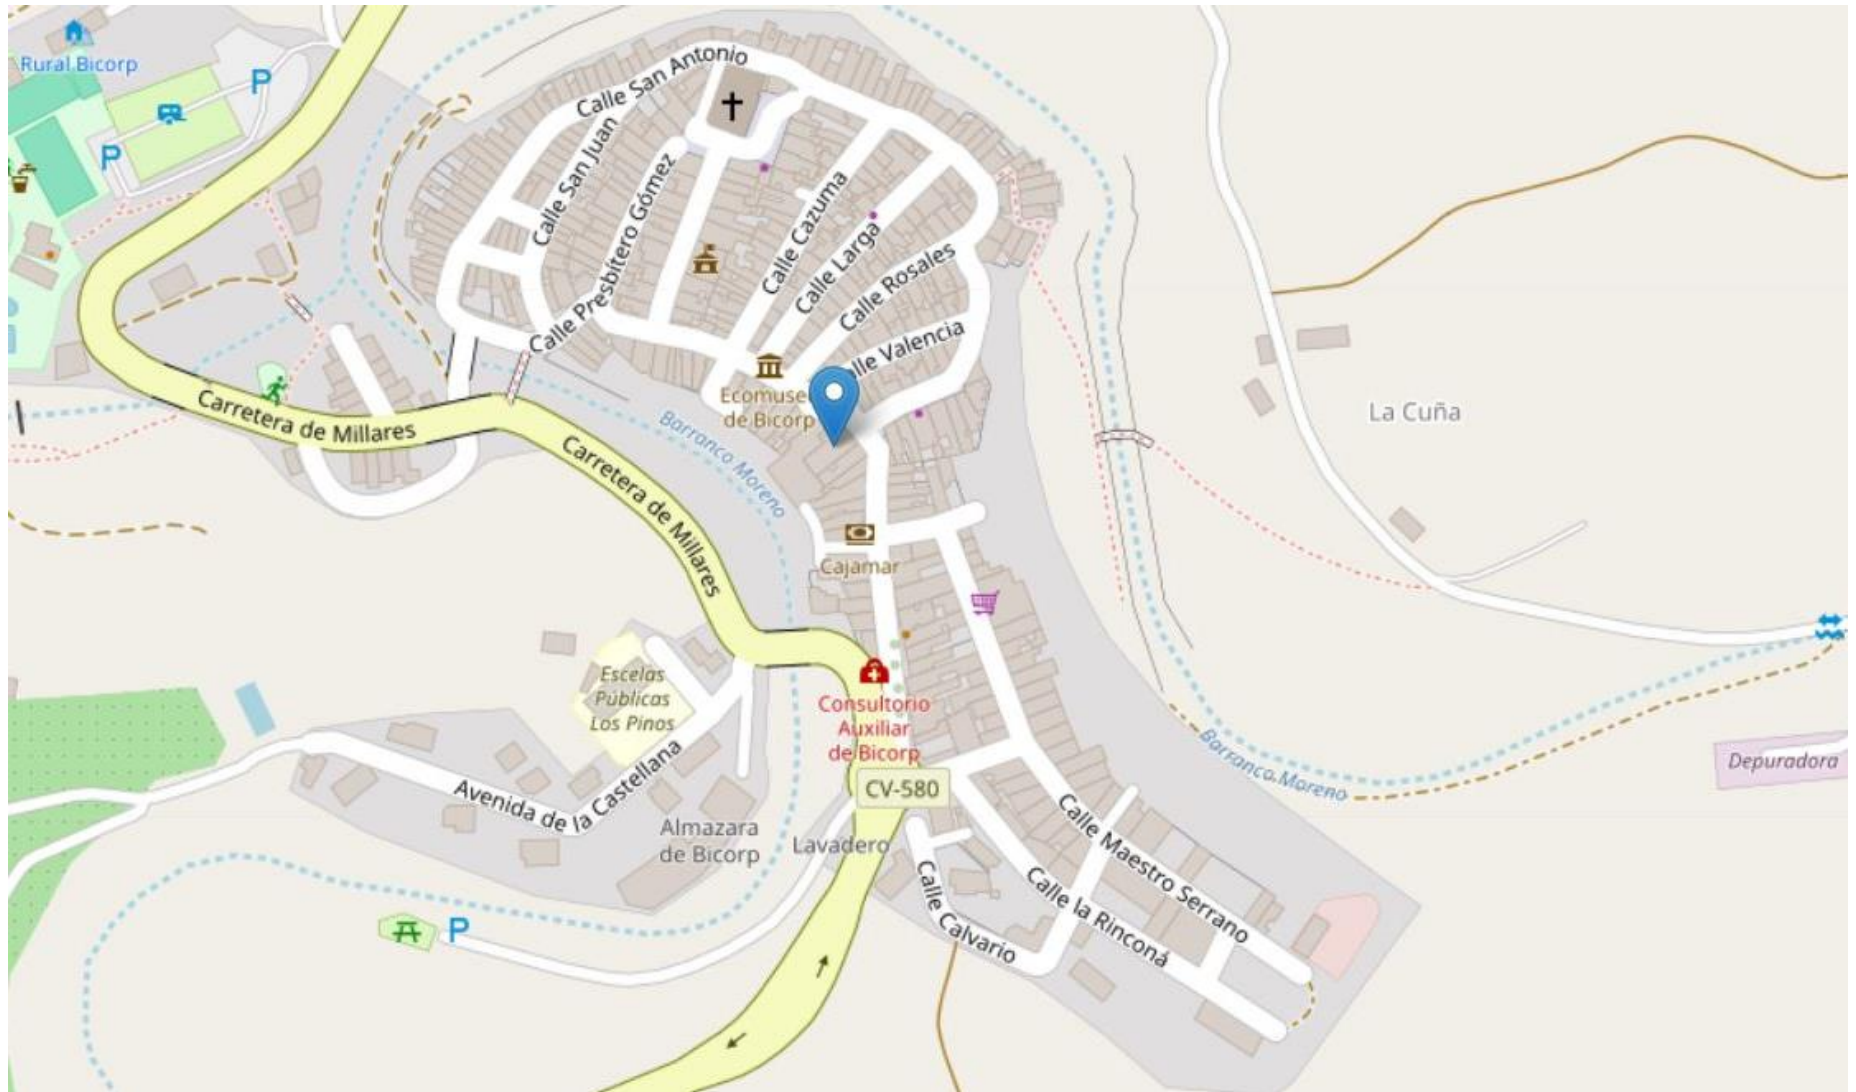 Rural Bicorp
P
P
Calle San Antonio
Calle San Juan
Calle Presbítero Gómez
Calle Cazuma
Calle Larga
Calle Rosales
alle Valencia
Ecomuse
de Bicorp
Carretera de Millares
Carretera de Millares
Barranco Moreno
La Cuña
Cajamar
Escelas
Públicas
Los Pinos
Consultorio
Auxiliar
de Bicorp
CV-580
Barranco Moreno
Depuradora
Avenida de la Castellana
Almazara
de Bicorp
Lavadero
Calle Maestro Serrano
Calle la Rinconá
Calle Calvario
P